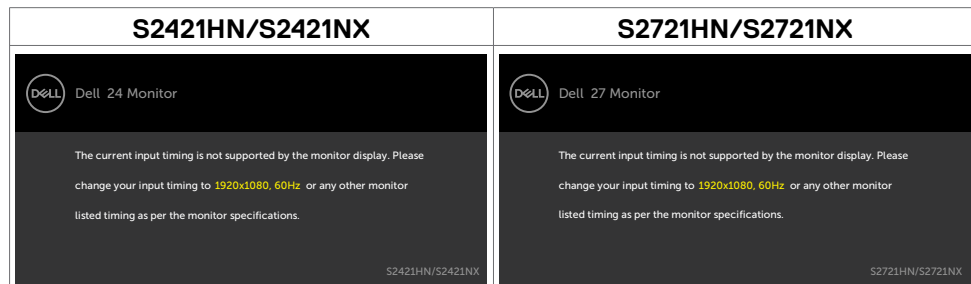 S2421HN/S2421NX
S2721HN/S2721NX
DELL Dell 24 Monitor
The current input timing is not supported by the monitor display. Please
change your input timing to 1920x1080, 60Hz or any other monitor
listed timing as per the monitor specifications.
S2421HN/S2421NX
DELL Dell 27 Monitor
The current input timing is not supported by the monitor display. Please
change your input timing to 1920x1080, 60Hz or any other monitor
listed timing as per the monitor specifications.
S2721HN/S2721NX